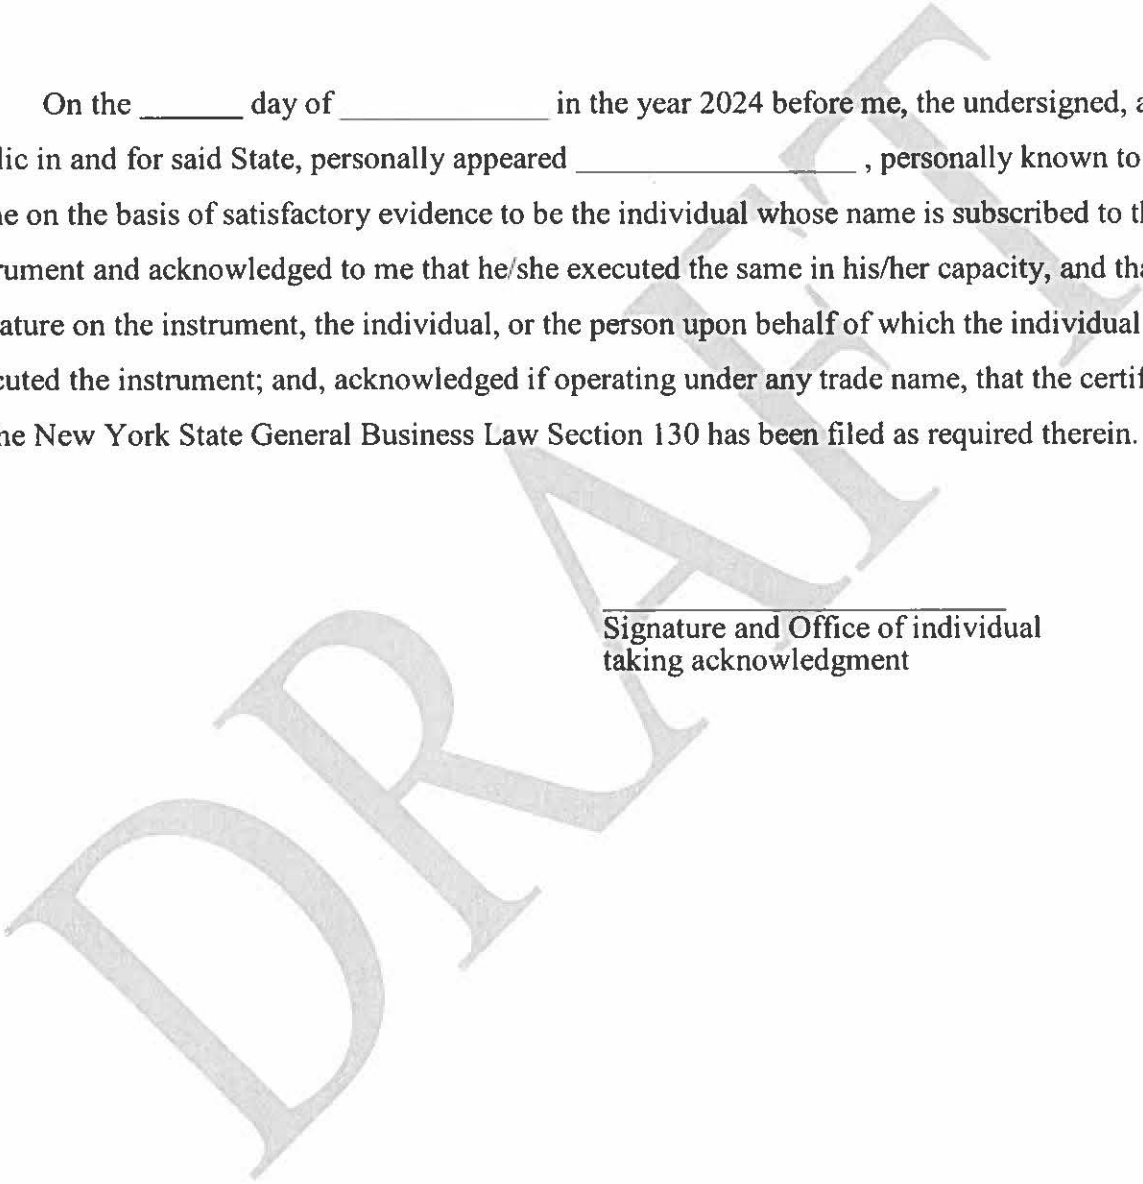 On the ______ day of ____________ in the year 2024 before me, the undersigned, a
lic in and for said State, personally appeared ________________ , personally known to
ne on the basis of satisfactory evidence to be the individual whose name is subscribed to th
rument and acknowledged to me that he/she executed the same in his/her capacity, and tha
ature on the instrument, the individual, or the person upon behalf of which the individual
cuted the instrument; and, acknowledged if operating under any trade name, that the certif
he New York State General Business Law Section 130 has been filed as required therein.
Signature and Office of individual
taking acknowledgment
DRAFT